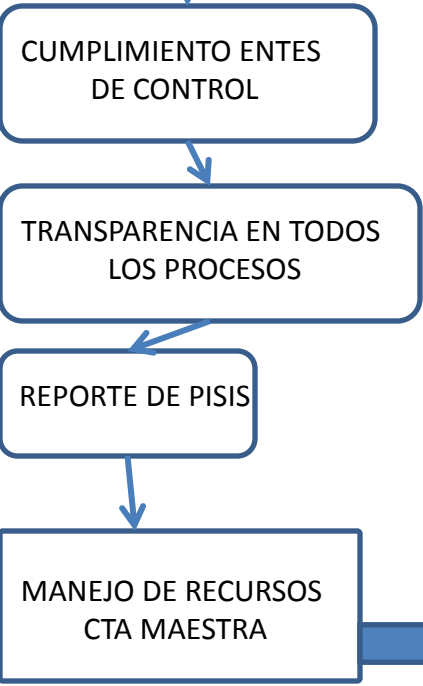 CUMPLIMIENTO ENTES
DE CONTROL
TRANSPARENCIA EN TODOS
LOS PROCESOS
REPORTE DE PISIS
MANEJO DE RECURSOS
CTA MAESTRA